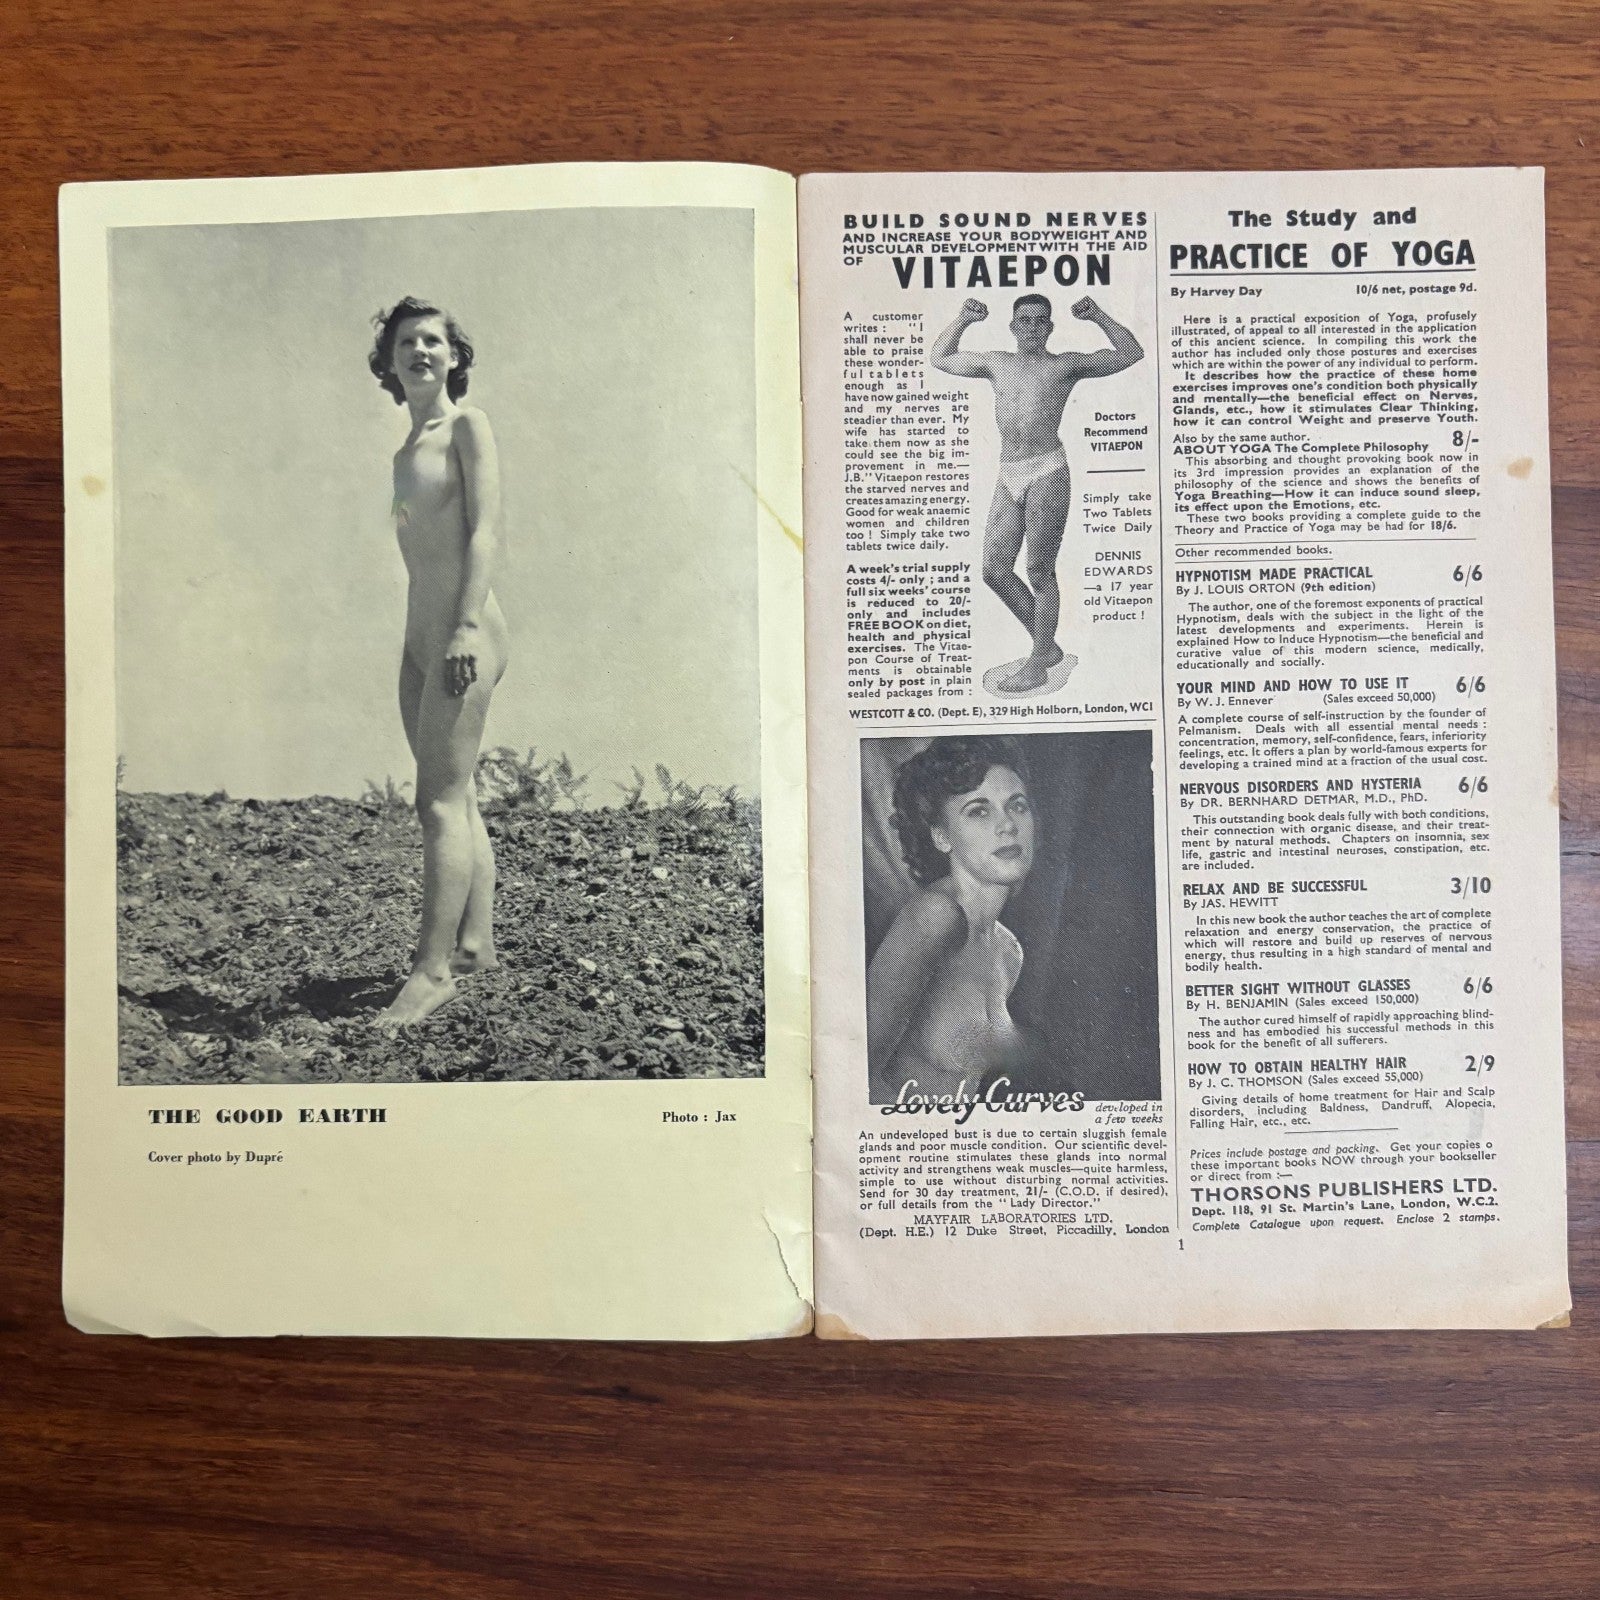 THE GOOD EARTH
Photo : Jax
Cover photo by Dupré
BUILD SOUND NERVES
AND INCREASE YOUR BODYWEIGHT AND
MUSCULAR DEVELOPMENT WITH THE AID
OF VITAEPON
A customer
writes : "I
shall never be
able to praise
these wonder-
ful tablets
enough as I
have now gained weight
and my nerves are
steadier than ever. My
wife has started to
take them now as she
could see the big im-
provement in me.—
J.B." Vitaepon restores
the starved nerves and
creates amazing energy.
Good for weak anaemic
women and children
too ! Simply take two
tablets twice daily.
A week's trial supply
costs 4/- only ; and a
full six weeks' course
is reduced to 20/-
only and includes
FREE BOOK on diet,
health and physical
exercises. The Vitae-
pon Course of Treat-
ments is obtainable
only by post in plain
sealed packages from :
Doctors
Recommend
VITAEPON
Simply take
Two Tablets
Twice Daily
DENNIS
EDWARDS
—a 17 year
old Vitaepon
product !
WESTCOTT & CO. (Dept. E), 329 High Holborn, London, WC1
Lovely Curves developed in
a few weeks
An undeveloped bust is due to certain sluggish female
glands and poor muscle condition. Our scientific devel-
opment routine stimulates these glands into normal
activity and strengthens weak muscles—quite harmless,
simple to use without disturbing normal activities.
Send for 30 day treatment, 21/- (C.O.D. if desired),
or full details from the "Lady Director."
MAYFAIR LABORATORIES LTD.
(Dept. H.E.) 12 Duke Street, Piccadilly, London
The Study and
PRACTICE OF YOGA
By Harvey Day 10/6 net, postage 9d.
Here is a practical exposition of Yoga, profusely
illustrated, of appeal to all interested in the application
of this ancient science. In compiling this work the
author has included only those postures and exercises
which are within the power of any individual to perform.
It describes how the practice of these home
exercises improves one's condition both physically
and mentally—the beneficial effect on Nerves,
Glands, etc., how it stimulates Clear Thinking,
how it can control Weight and preserve Youth.
Also by the same author.
ABOUT YOGA The Complete Philosophy 8/-
This absorbing and thought provoking book now in
its 3rd impression provides an explanation of the
philosophy of the science and shows the benefits of
Yoga Breathing—How it can induce sound sleep,
its effect upon the Emotions, etc.
These two books providing a complete guide to the
Theory and Practice of Yoga may be had for 18/6.
Other recommended books.
HYPNOTISM MADE PRACTICAL 6/6
By J. LOUIS ORTON (9th edition)
The author, one of the foremost exponents of practical
Hypnotism, deals with the subject in the light of the
latest developments and experiments. Herein is
explained How to Induce Hypnotism—the beneficial and
curative value of this modern science, medically,
educationally and socially.
YOUR MIND AND HOW TO USE IT 6/6
By W. J. Ennever (Sales exceed 50,000)
A complete course of self-instruction by the founder of
Pelmanism. Deals with all essential mental needs :
concentration, memory, self-confidence, fears, inferiority
feelings, etc. It offers a plan by world-famous experts for
developing a trained mind at a fraction of the usual cost.
NERVOUS DISORDERS AND HYSTERIA 6/6
By DR. BERNHARD DETMAR, M.D., PhD.
This outstanding book deals fully with both conditions,
their connection with organic disease, and their treat-
ment by natural methods. Chapters on insomnia, sex
life, gastric and intestinal neuroses, constipation, etc.
are included.
RELAX AND BE SUCCESSFUL 3/10
By JAS. HEWITT
In this new book the author teaches the art of complete
relaxation and energy conservation, the practice of
which will restore and build up reserves of nervous
energy, thus resulting in a high standard of mental and
bodily health.
BETTER SIGHT WITHOUT GLASSES 6/6
By H. BENJAMIN (Sales exceed 150,000)
The author cured himself of rapidly approaching blind-
ness and has embodied his successful methods in this
book for the benefit of all sufferers.
HOW TO OBTAIN HEALTHY HAIR 2/9
By J. C. THOMSON (Sales exceed 55,000)
Giving details of home treatment for Hair and Scalp
disorders, including Baldness, Dandruff, Alopecia,
Falling Hair, etc., etc.
Prices include postage and packing. Get your copies o
these important books NOW through your bookseller
or direct from :—
THORSONS PUBLISHERS LTD.
Dept. 118, 91 St. Martin's Lane, London, W.C.2.
Complete Catalogue upon request. Enclose 2 stamps.
1